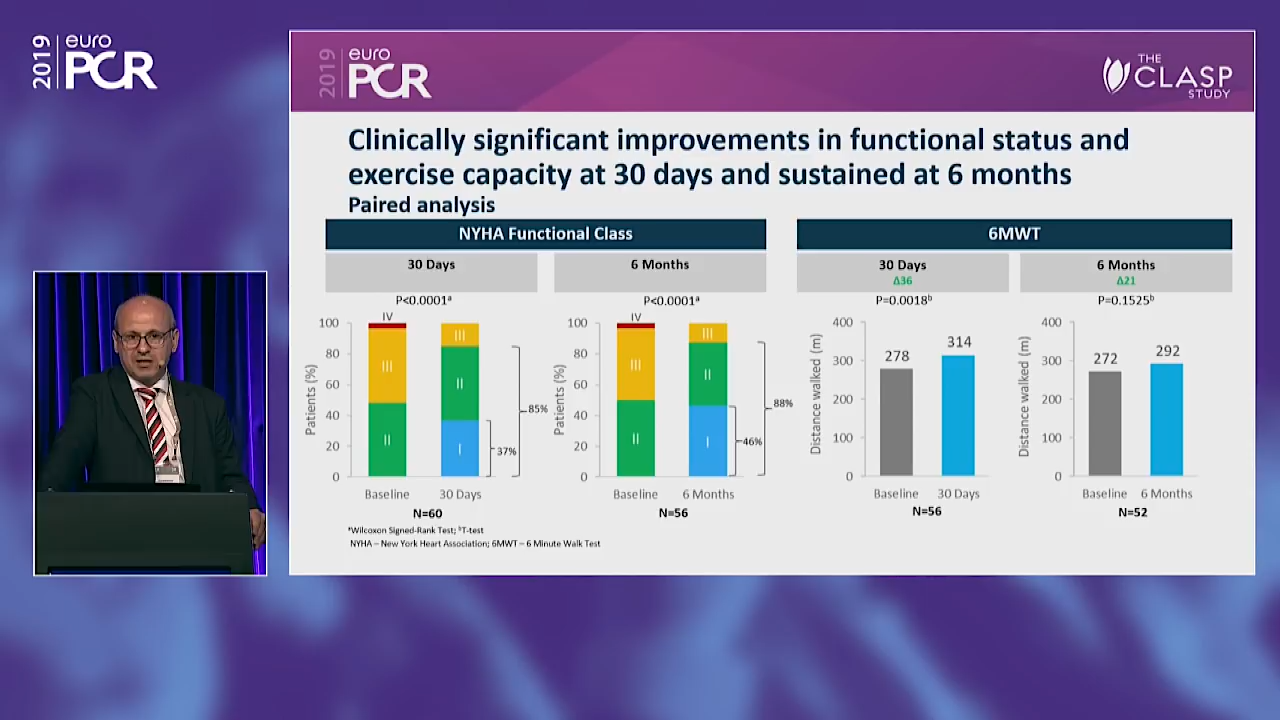 2019 euro PCR
2019 euro PCR
THE CLASP STUDY
Clinically significant improvements in functional status and
exercise capacity at 30 days and sustained at 6 months
Paired analysis
NYHA Functional Class
30 Days
P<0.0001ª
6 Months
P<0.0001ª
Patients (%)
100
80
60
40
20
0
IV
III
II
III
II
I
85%
37%
Baseline
30 Days
N=60
Patients (%)
100
80
60
40
20
0
IV
III
II
III
II
I
88%
46%
Baseline
6 Months
N=56
6MWT
30 Days
Δ36
P=0.0018ᵇ
6 Months
Δ21
P=0.1525ᵇ
Distance walked (m)
400
300
200
100
0
278
314
Baseline
30 Days
N=56
Distance walked (m)
400
300
200
100
0
272
292
Baseline
6 Months
N=52
ªWilcoxon Signed-Rank Test; ᵇT-test
NYHA – New York Heart Association; 6MWT – 6 Minute Walk Test